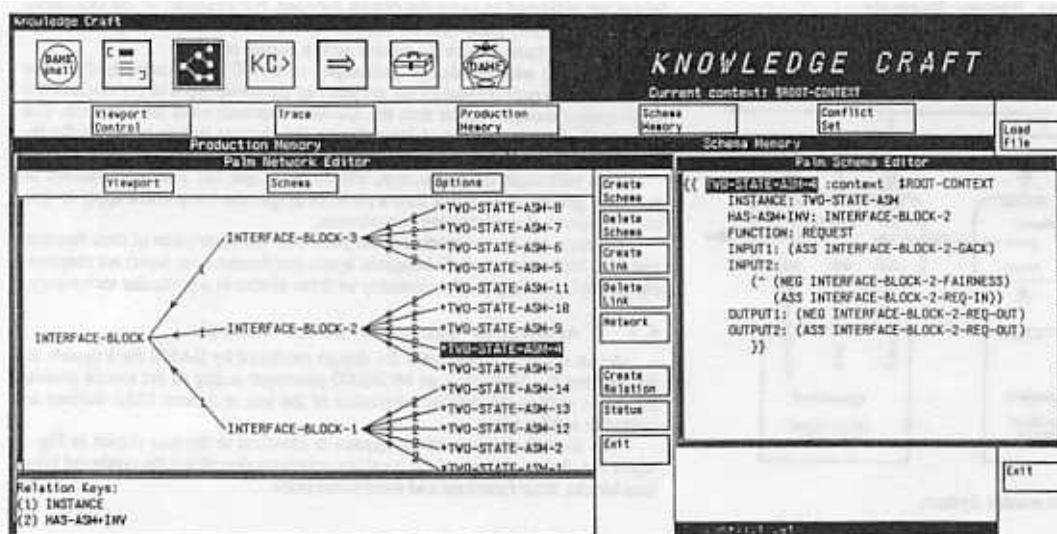 Knowledge Craft
DAME
shell
KC>
DAME
KNOWLEDGE CRAFT
Current context: $ROOT-CONTEXT
Viewport
Control
Trace
Production
Memory
Schema
Memory
Conflict
Set
Load
File
Production Memory
Schema Memory
Palm Network Editor
Viewport
Schema
Options
*TWO-STATE-ASM-8
*TWO-STATE-ASM-7
INTERFACE-BLOCK-3
*TWO-STATE-ASM-6
*TWO-STATE-ASM-5
*TWO-STATE-ASM-11
*TWO-STATE-ASM-10
INTERFACE-BLOCK
INTERFACE-BLOCK-2
*TWO-STATE-ASM-9
*TWO-STATE-ASM-4
*TWO-STATE-ASM-3
*TWO-STATE-ASM-14
*TWO-STATE-ASM-13
INTERFACE-BLOCK-1
*TWO-STATE-ASM-12
*TWO-STATE-ASM-2
*TWO-STATE-ASM-1
Relation Keys:
(1) INSTANCE
(2) HAS-ASM+INV
Create
Schema
Delete
Schema
Create
Link
Delete
Link
Network
Create
Relation
Status
Exit
Palm Schema Editor
{{ TWO-STATE-ASM-4 :context $ROOT-CONTEXT
INSTANCE: TWO-STATE-ASM
HAS-ASM+INV: INTERFACE-BLOCK-2
FUNCTION: REQUEST
INPUT1: (ASS INTERFACE-BLOCK-2-GACK)
INPUT2:
(^ (NEG INTERFACE-BLOCK-2-FAIRNESS)
(ASS INTERFACE-BLOCK-2-REQ-IN))
OUTPUT1: (NEG INTERFACE-BLOCK-2-REQ-OUT)
OUTPUT2: (ASS INTERFACE-BLOCK-2-REQ-OUT)
}}
Exit